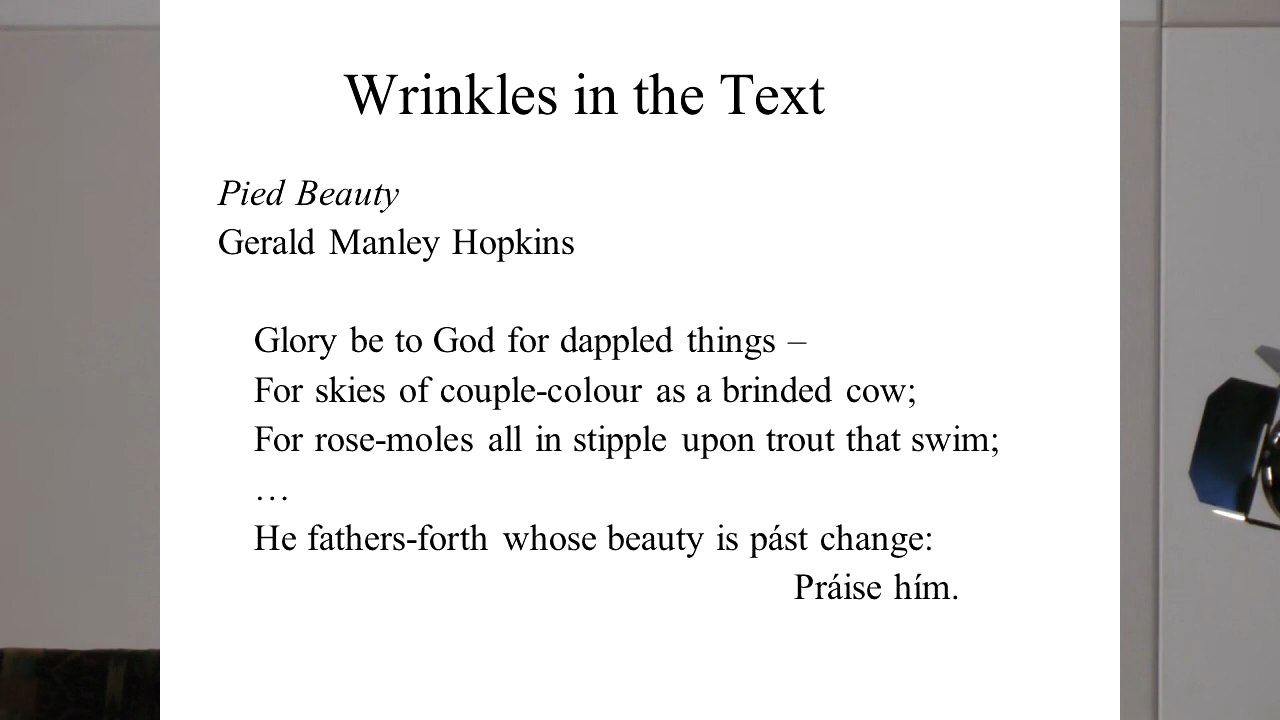 Wrinkles in the Text
Pied Beauty
Gerald Manley Hopkins
Glory be to God for dappled things –
For skies of couple-colour as a brinded cow;
For rose-moles all in stipple upon trout that swim;
…
He fathers-forth whose beauty is pást change:
Práise hím.